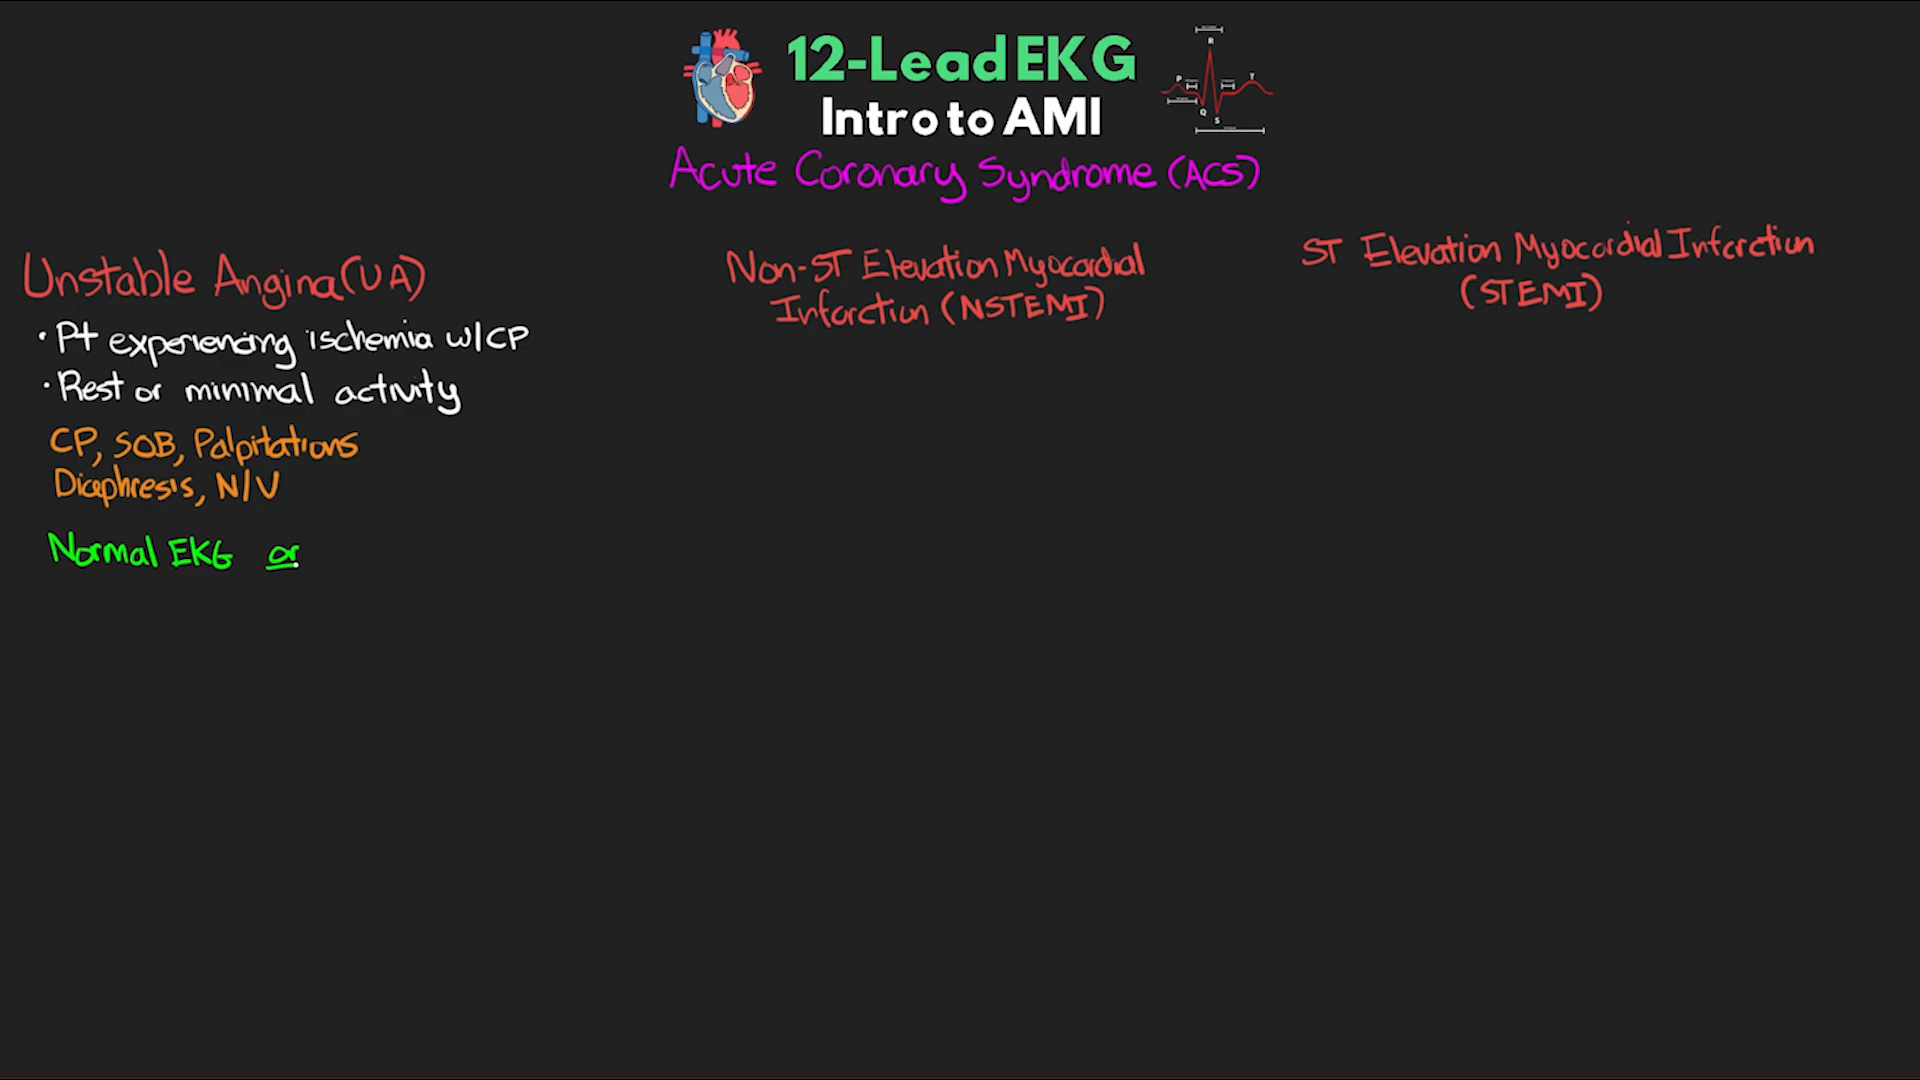 12-Lead EKG
Intro to AMI
Acute Coronary Syndrome (ACS)
Unstable Angina (UA)
• Pt experiencing ischemia w/CP
• Rest or minimal activity
CP, SOB, Palpitations
Diaphresis, N/V
Normal EKG or
Non-ST Elevation Myocardial
Infarction (NSTEMI)
ST Elevation Myocardial Infarction
(STEMI)
R
P
T
Q
S